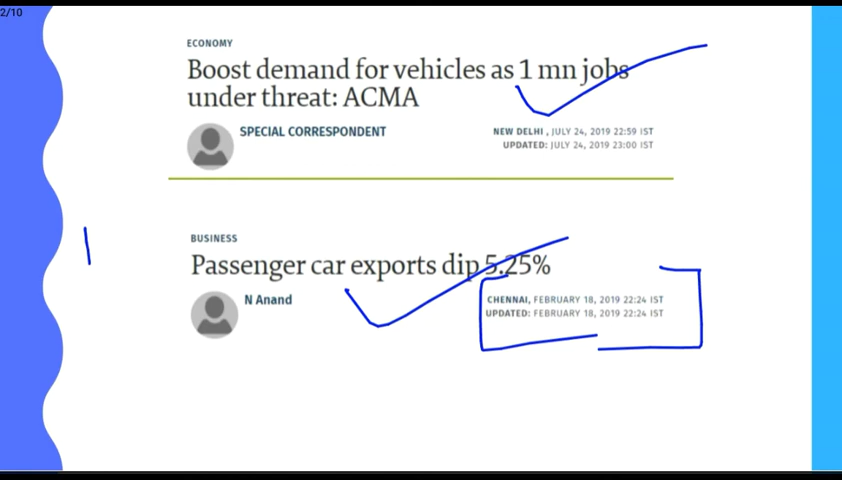 2/10
ECONOMY
Boost demand for vehicles as 1 mn jobs
under threat: ACMA
SPECIAL CORRESPONDENT
NEW DELHI , JULY 24, 2019 22:59 IST
UPDATED: JULY 24, 2019 23:00 IST
BUSINESS
Passenger car exports dip 5.25%
N Anand
CHENNAI, FEBRUARY 18, 2019 22:24 IST
UPDATED: FEBRUARY 18, 2019 22:24 IST